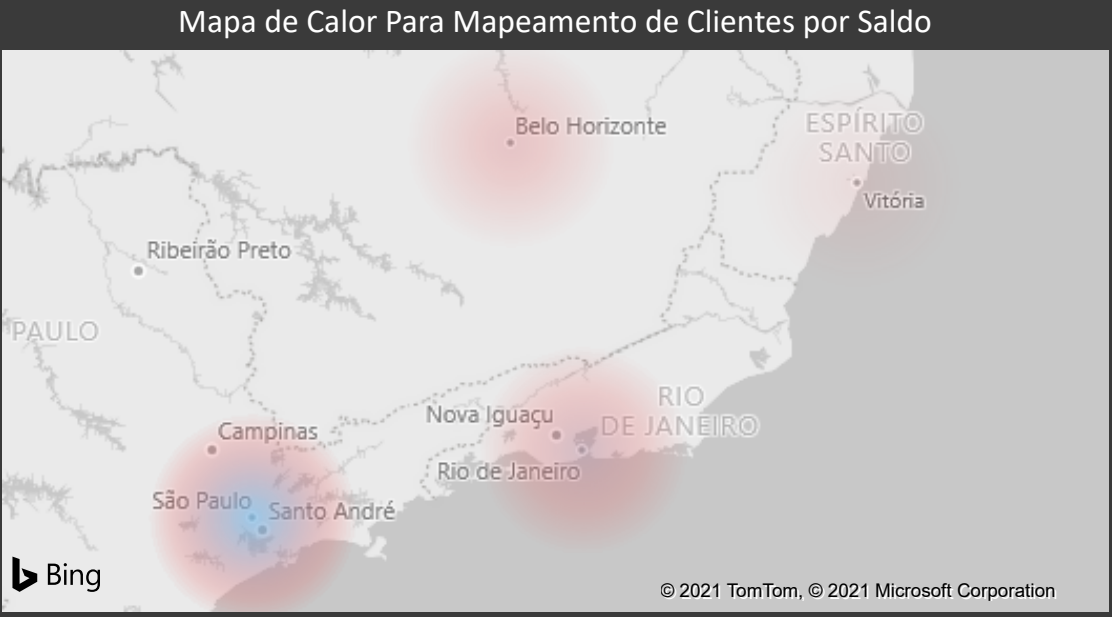 Mapa de Calor Para Mapeamento de Clientes por Saldo
Belo Horizonte
ESPÍRITO
SANTO
Vitória
Ribeirão Preto
PAULO
RIO
DE JANEIRO
Nova Iguaçu
Rio de Janeiro
Campinas
São Paulo
Santo André
Bing
© 2021 TomTom, © 2021 Microsoft Corporation